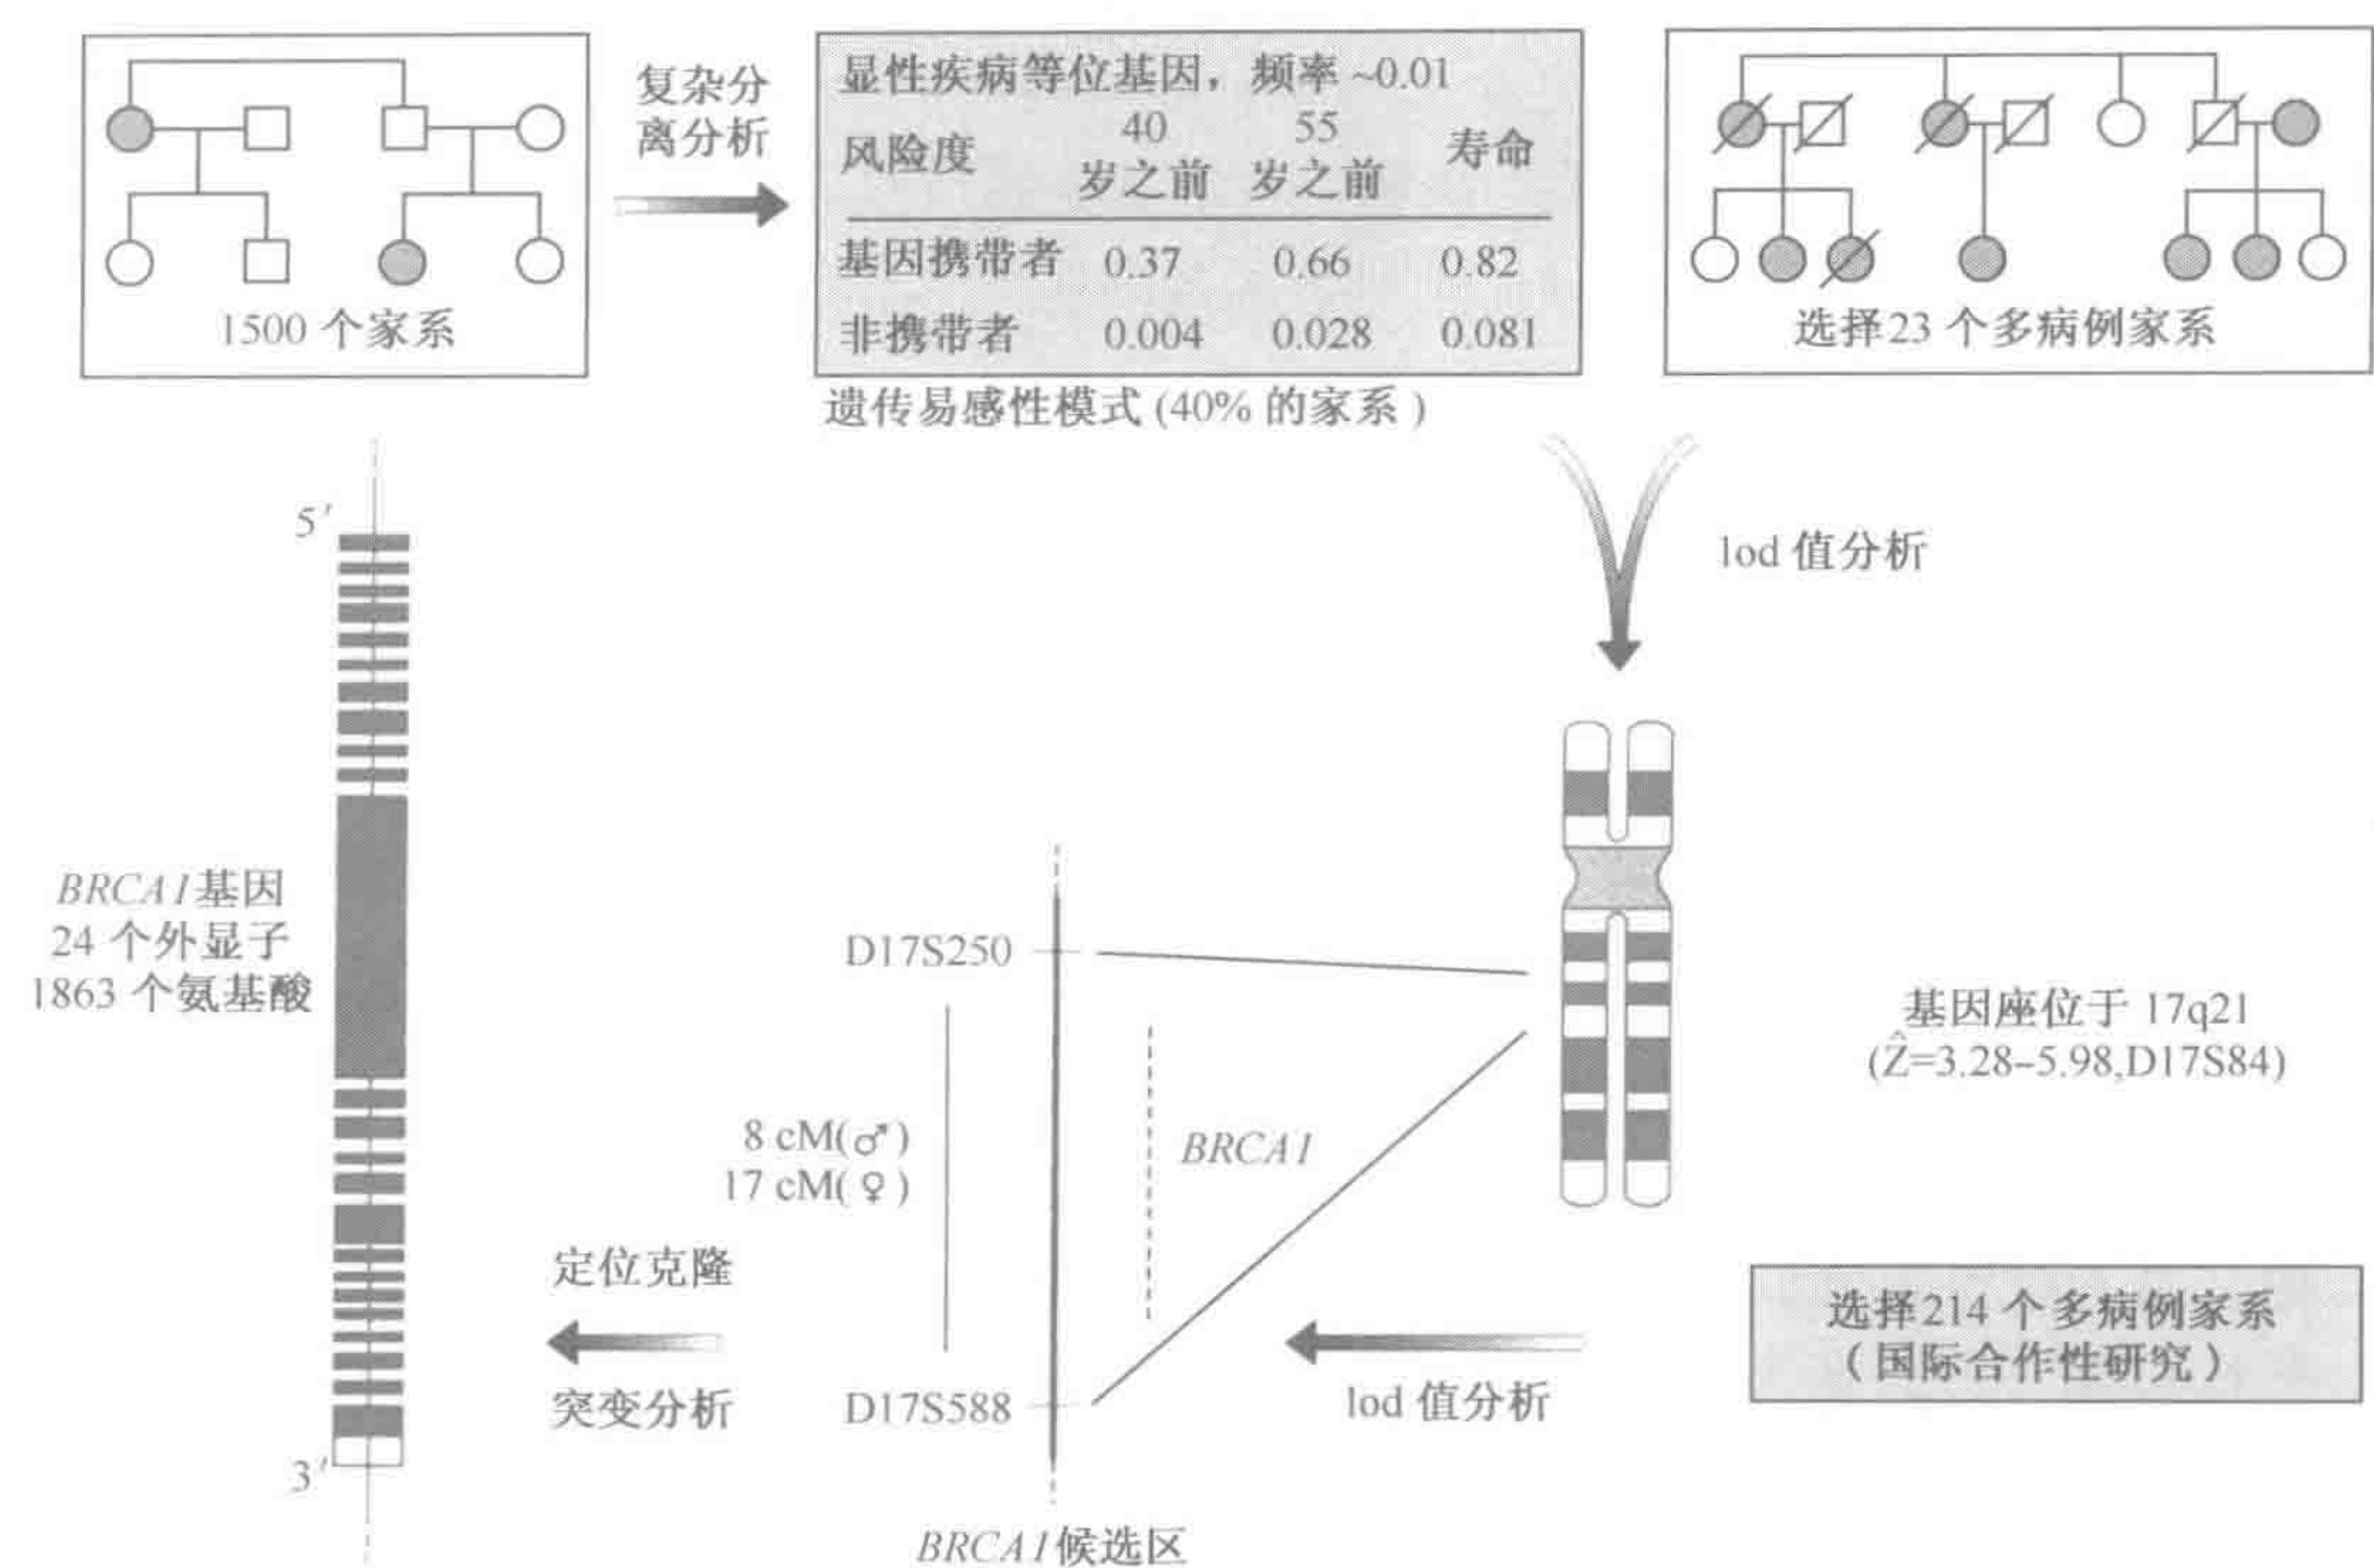 1500 个家系
复杂分
离分析
显性疾病等位基因，频率 ~0.01
风险度 40岁之前 55岁之前 寿命
基因携带者 0.37 0.66 0.82
非携带者 0.004 0.028 0.081
遗传易感性模式 (40% 的家系 )
选择23 个多病例家系
lod 值分析
基因座位于 17q21
(Ẑ=3.28–5.98,D17S84)
选择214 个多病例家系
（国际合作性研究）
lod 值分析
D17S250
8 cM(♂)
17 cM(♀)
BRCA1
D17S588
BRCA1候选区
定位克隆
突变分析
5′
BRCA1基因
24 个外显子
1863 个氨基酸
3′